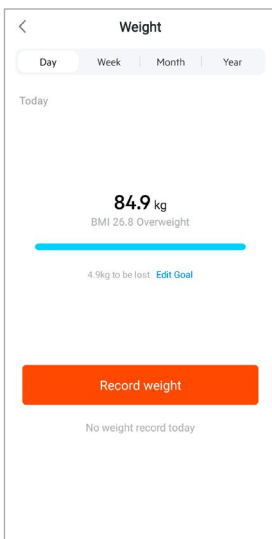 Weight
Day Week Month Year
Today
84.9 kg
BMI 26.8 Overweight
4.9kg to be lost Edit Goal
Record weight
No weight record today